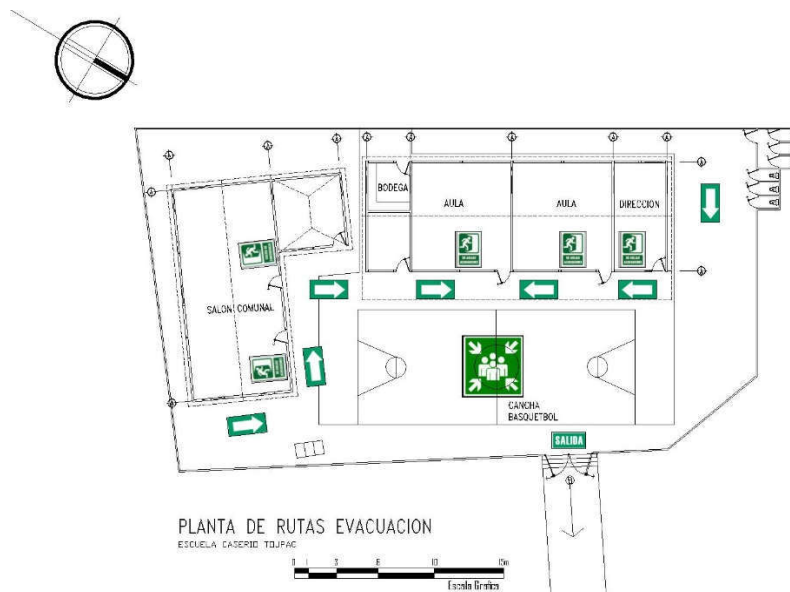 BODEGA
AULA
AULA
DIRECCION
SALON COMUNAL
CANCHA
BASQUETBOL
SALIDA
PLANTA DE RUTAS EVACUACION
ESCUELA CASERIO TOJPAC
Escala Grafica